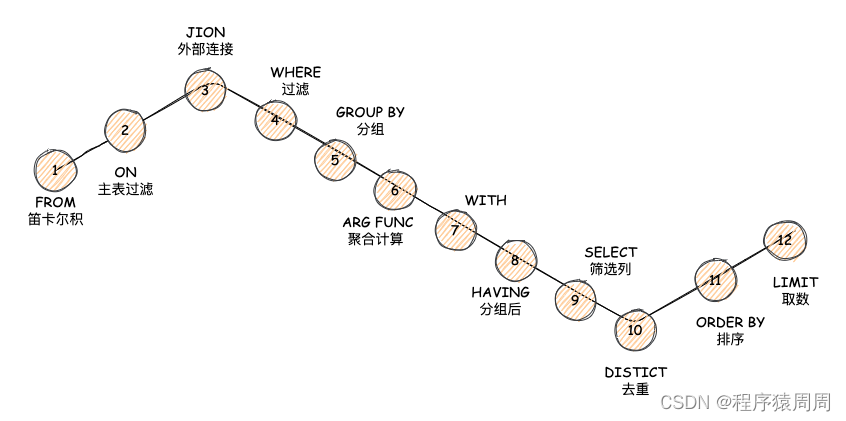 1
FROM
笛卡尔积
2
ON
主表过滤
JION
外部连接
3
WHERE
过滤
4
GROUP BY
分组
5
6
ARG FUNC
聚合计算
WITH
7
8
HAVING
分组后
SELECT
筛选列
9
10
DISTICT
去重
11
ORDER BY
排序
12
LIMIT
取数
CSDN @程序猿周周